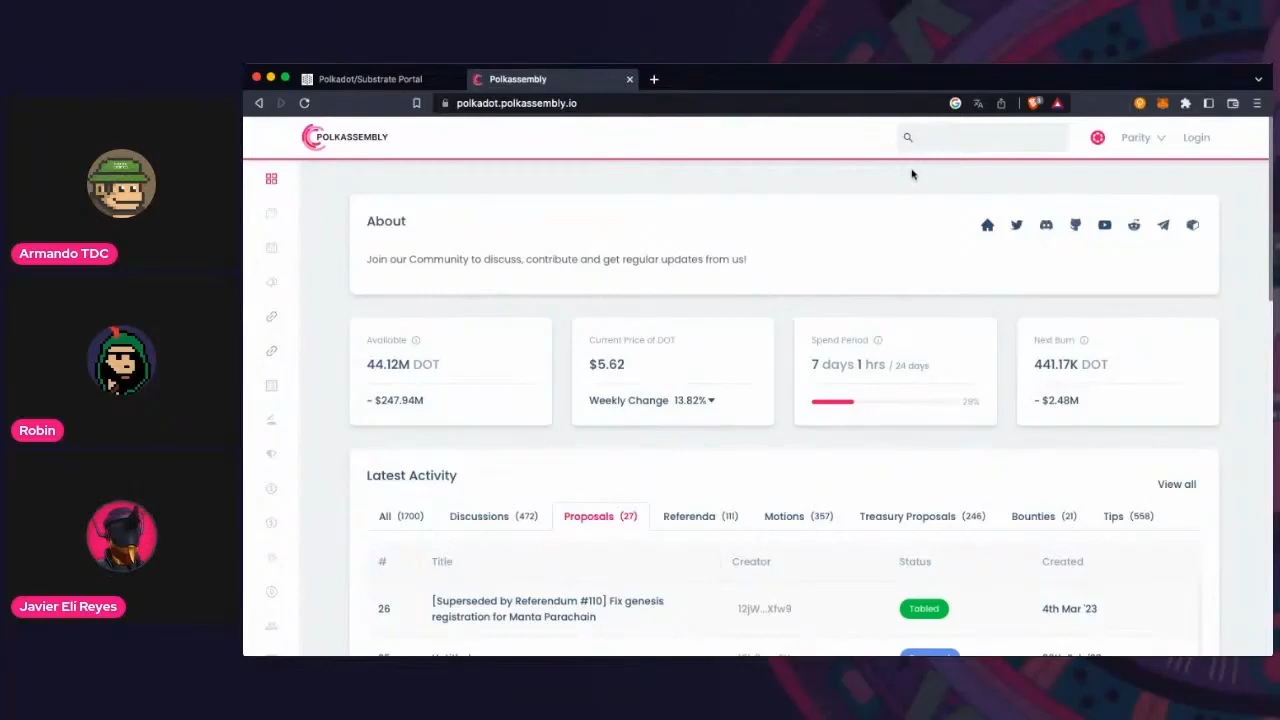 Armando TDC
Robin
Javier Eli Reyes
Polkadot/Substrate Portal
Polkassembly
polkadot.polkassembly.io
POLKASSEMBLY
Parity
Login
About
Join our Community to discuss, contribute and get regular updates from us!
Available
44.12M DOT
~ $247.94M
Current Price of DOT
$5.62
Weekly Change 13.82%
Spend Period
7 days 1 hrs / 24 days
29%
Next Burn
441.17K DOT
~ $2.48M
Latest Activity
View all
All (1700) Discussions (472) Proposals (27) Referenda (111) Motions (357) Treasury Proposals (246) Bounties (21) Tips (558)
# Title Creator Status Created
26 [Superseded by Referendum #110] Fix genesis registration for Manta Parachain 12jW...Xfw9 Tabled 4th Mar '23